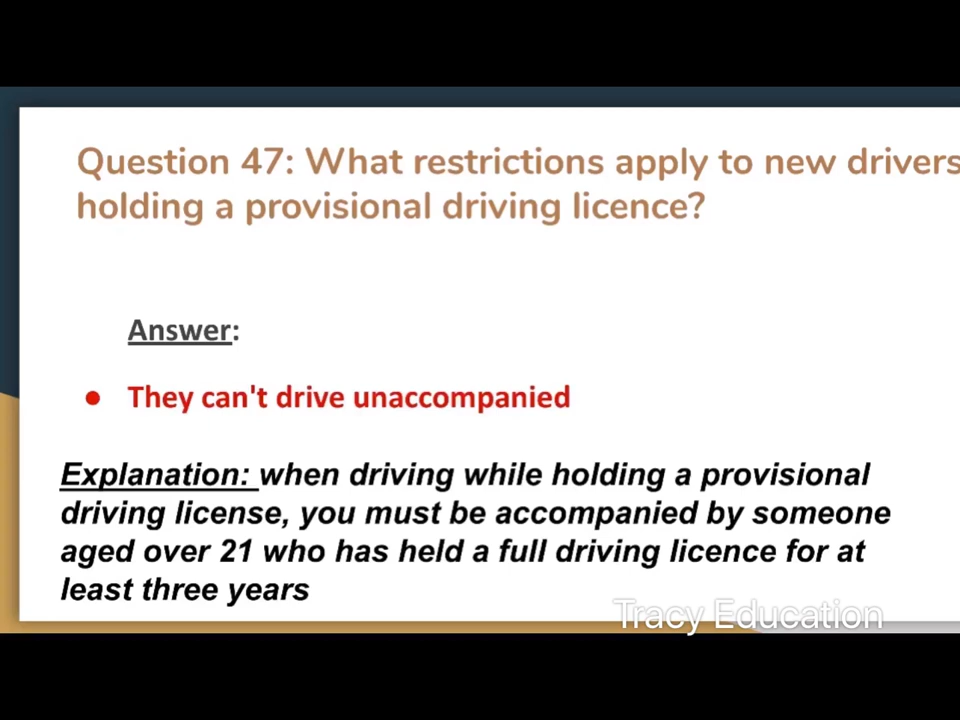 Question 47: What restrictions apply to new drivers
holding a provisional driving licence?
Answer:
● They can't drive unaccompanied
Explanation: when driving while holding a provisional
driving license, you must be accompanied by someone
aged over 21 who has held a full driving licence for at
least three years
Tracy Education